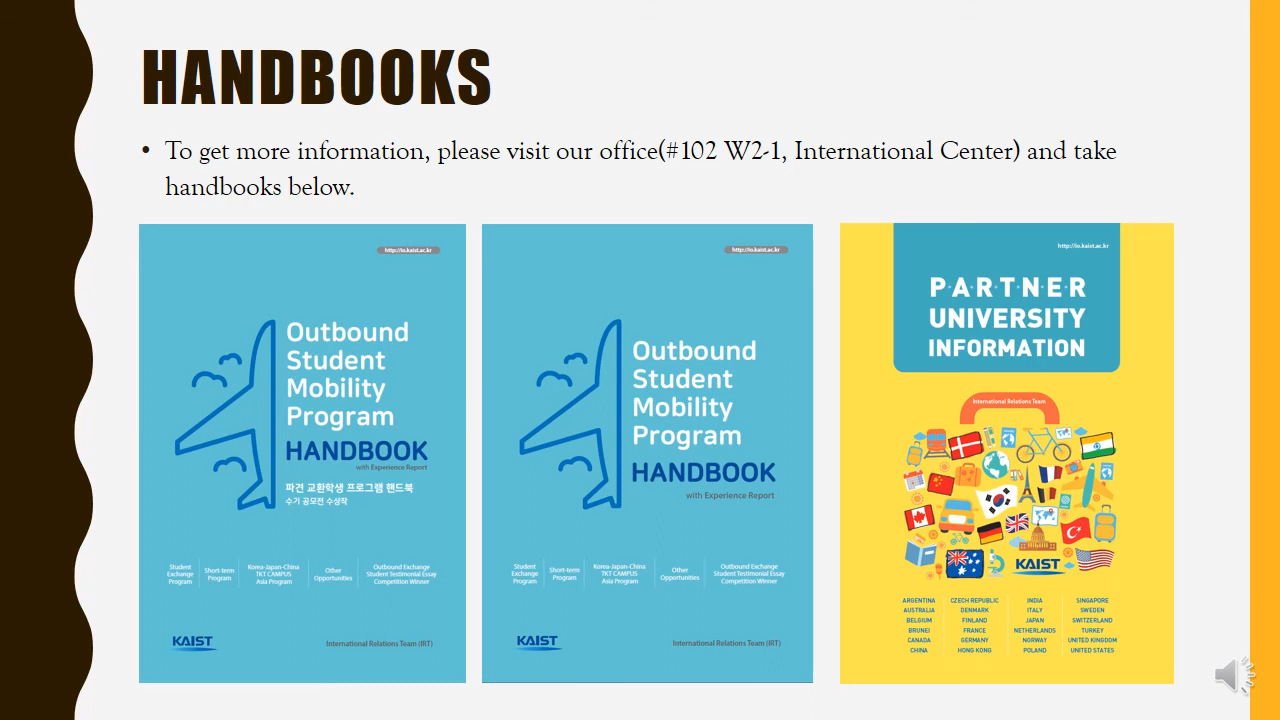 HANDBOOKS
• To get more information, please visit our office(#102 W2-1, International Center) and take
handbooks below.
http://io.kaist.ac.kr
Outbound
Student
Mobility
Program
HANDBOOK
with Experience Report
파견 교환학생 프로그램 핸드북
수기 공모전 수상작
Student
Exchange
Program
Short-term
Program
Korea-Japan-China
TKT CAMPUS
Asia Program
Other
Opportunities
Outbound Exchange
Student Testimonial Essay
Competition Winner
KAIST
International Relations Team (IRT)
http://io.kaist.ac.kr
Outbound
Student
Mobility
Program
HANDBOOK
with Experience Report
Student
Exchange
Program
Short-term
Program
Korea-Japan-China
TKT CAMPUS
Asia Program
Other
Opportunities
Outbound Exchange
Student Testimonial Essay
Competition Winner
KAIST
International Relations Team (IRT)
http://io.kaist.ac.kr
P·A·R·T·N·E·R
UNIVERSITY
INFORMATION
International Relations Team
KAIST
ARGENTINA
AUSTRALIA
BELGIUM
BRUNEI
CANADA
CHINA
CZECH REPUBLIC
DENMARK
FINLAND
FRANCE
GERMANY
HONG KONG
INDIA
ITALY
JAPAN
NETHERLANDS
NORWAY
POLAND
SINGAPORE
SWEDEN
SWITZERLAND
TURKEY
UNITED KINGDOM
UNITED STATES